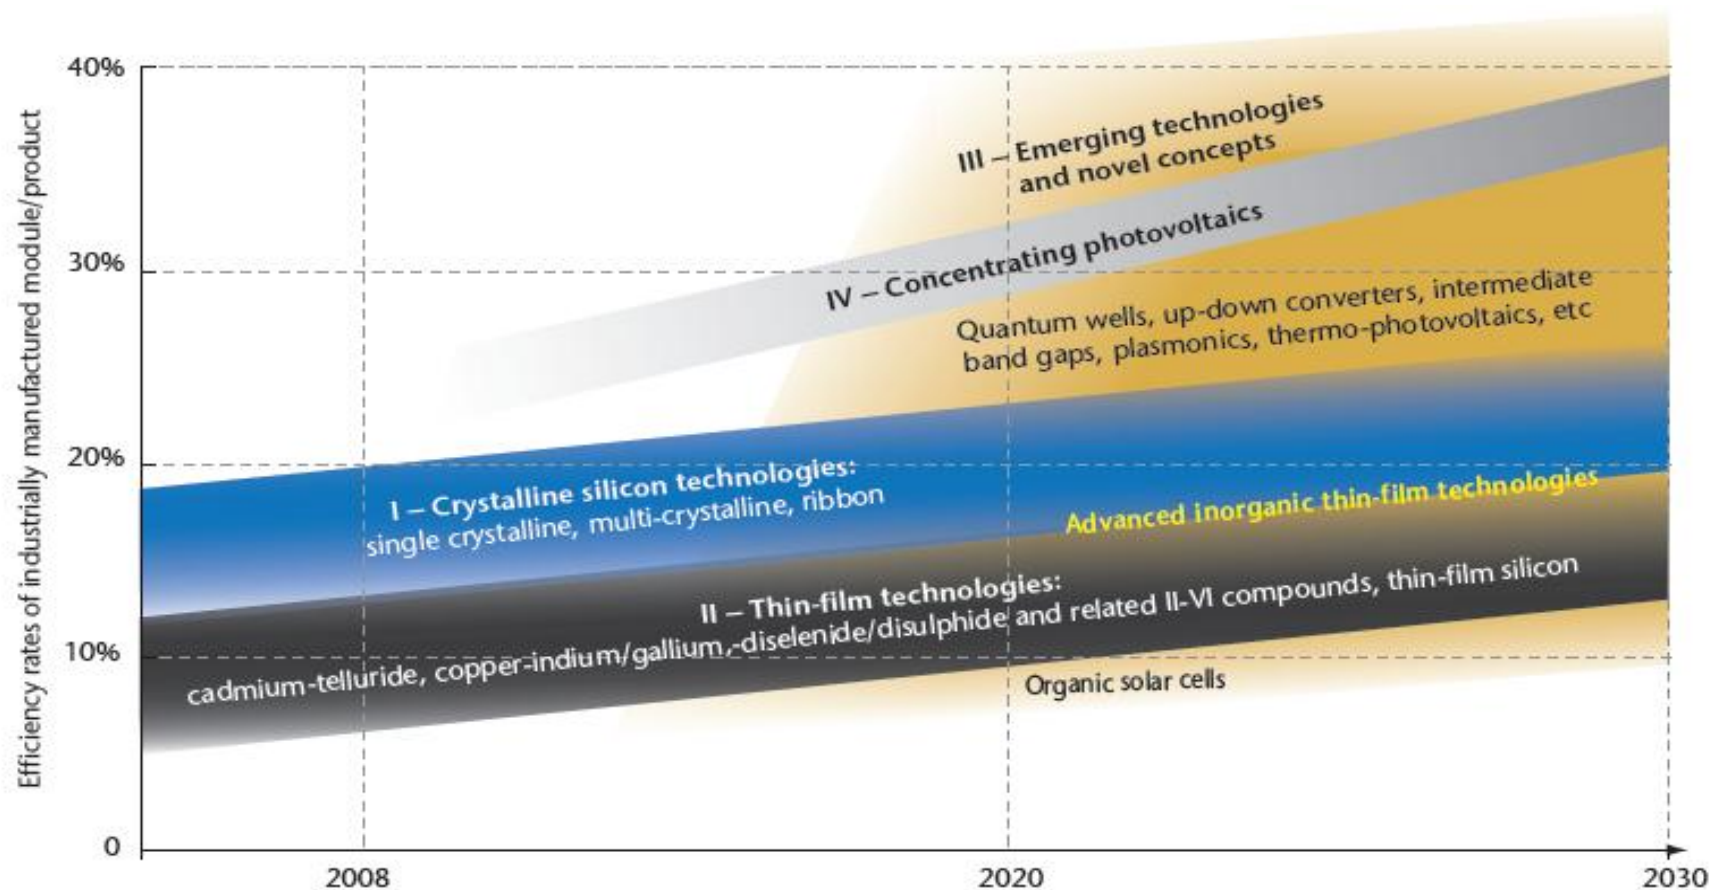 Efficiency rates of industrially manufactured module/product
40%
30%
20%
10%
0
2008
2020
2030
III – Emerging technologies
and novel concepts
IV – Concentrating photovoltaics
Quantum wells, up-down converters, intermediate
band gaps, plasmonics, thermo-photovoltaics, etc
I – Crystalline silicon technologies:
single crystalline, multi-crystalline, ribbon
Advanced inorganic thin-film technologies
II – Thin-film technologies:
cadmium-telluride, copper-indium/gallium,-diselenide/disulphide and related II-VI compounds, thin-film silicon
Organic solar cells